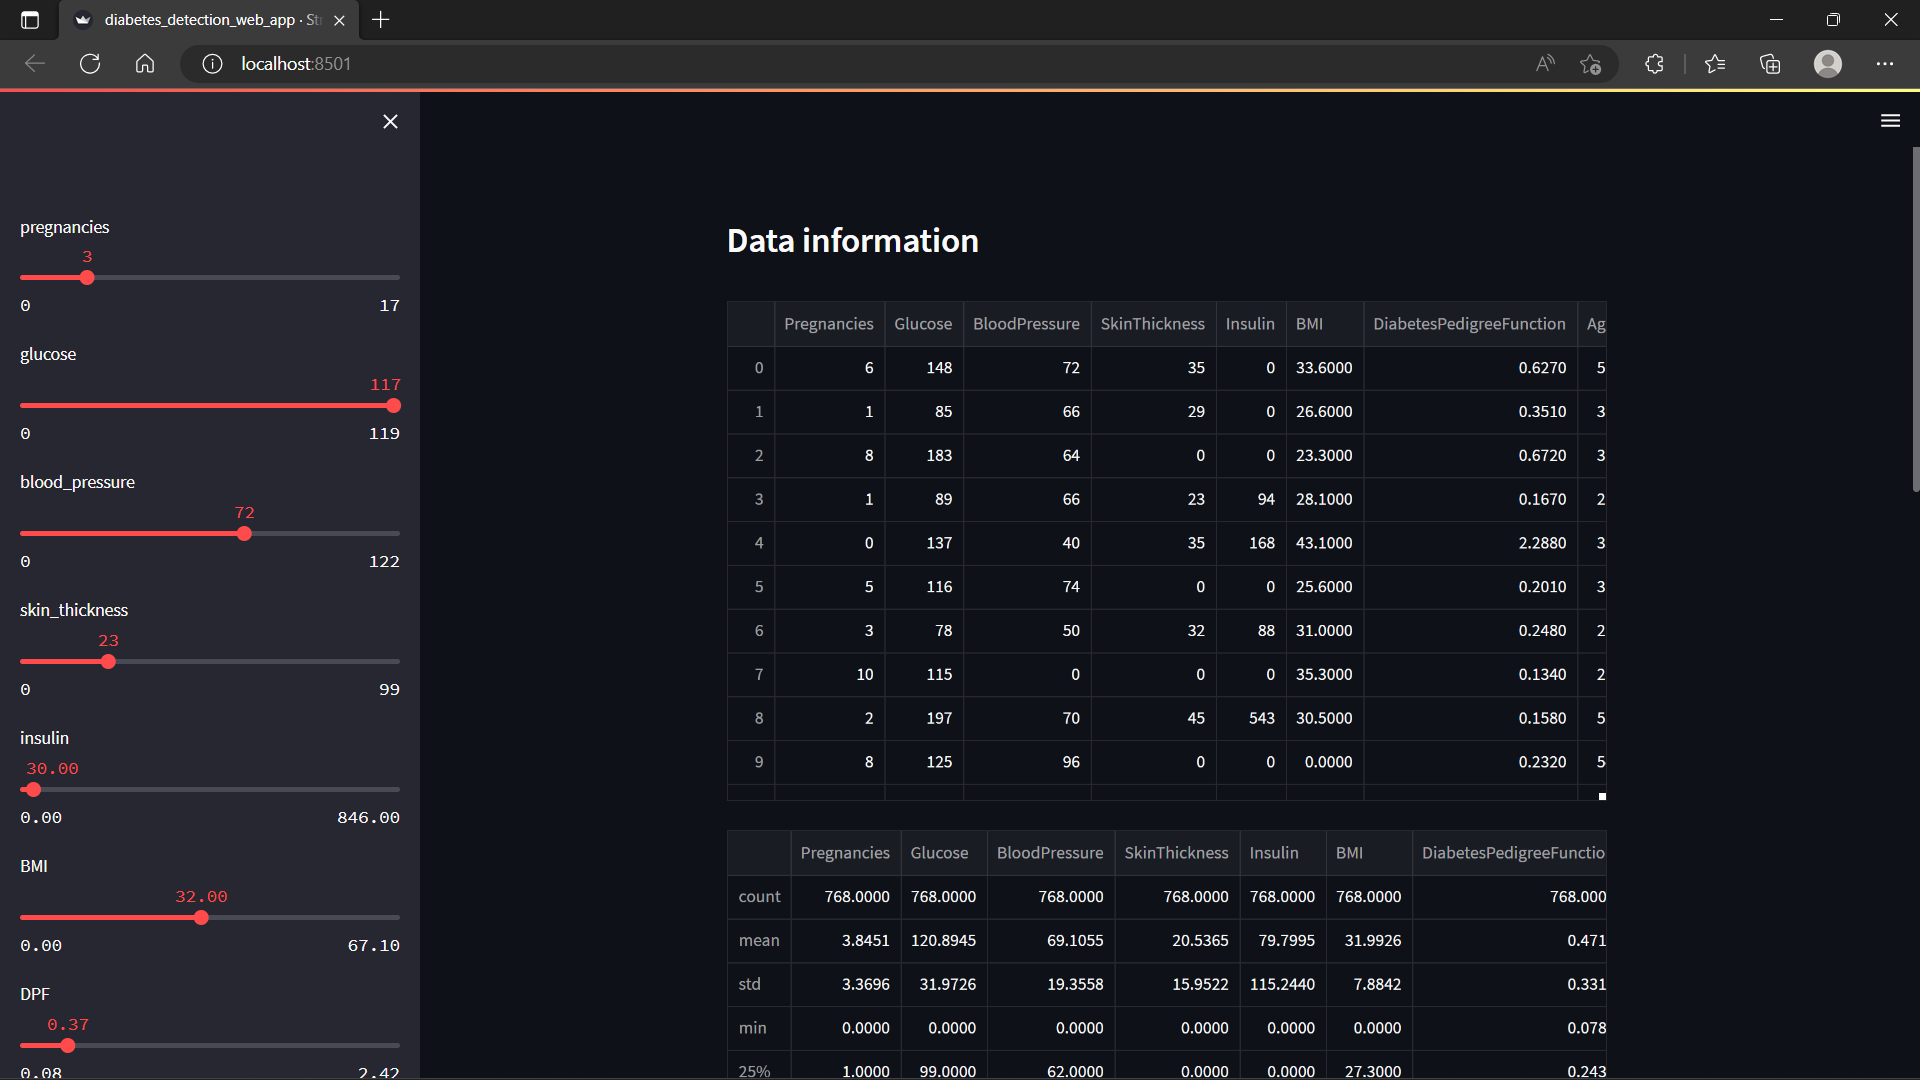 diabetes_detection_web_app · St
localhost:8501
pregnancies
3
0 17
glucose
117
0 119
blood_pressure
72
0 122
skin_thickness
23
0 99
insulin
30.00
0.00 846.00
BMI
32.00
0.00 67.10
DPF
0.37
0.08 2.42
Data information
Pregnancies Glucose BloodPressure SkinThickness Insulin BMI DiabetesPedigreeFunction Ag
0 6 148 72 35 0 33.6000 0.6270 5
1 1 85 66 29 0 26.6000 0.3510 3
2 8 183 64 0 0 23.3000 0.6720 3
3 1 89 66 23 94 28.1000 0.1670 2
4 0 137 40 35 168 43.1000 2.2880 3
5 5 116 74 0 0 25.6000 0.2010 3
6 3 78 50 32 88 31.0000 0.2480 2
7 10 115 0 0 0 35.3000 0.1340 2
8 2 197 70 45 543 30.5000 0.1580 5
9 8 125 96 0 0 0.0000 0.2320 5
Pregnancies Glucose BloodPressure SkinThickness Insulin BMI DiabetesPedigreeFunctio
count 768.0000 768.0000 768.0000 768.0000 768.0000 768.0000 768.000
mean 3.8451 120.8945 69.1055 20.5365 79.7995 31.9926 0.471
std 3.3696 31.9726 19.3558 15.9522 115.2440 7.8842 0.331
min 0.0000 0.0000 0.0000 0.0000 0.0000 0.0000 0.078
25% 1.0000 99.0000 62.0000 0.0000 0.0000 27.3000 0.243